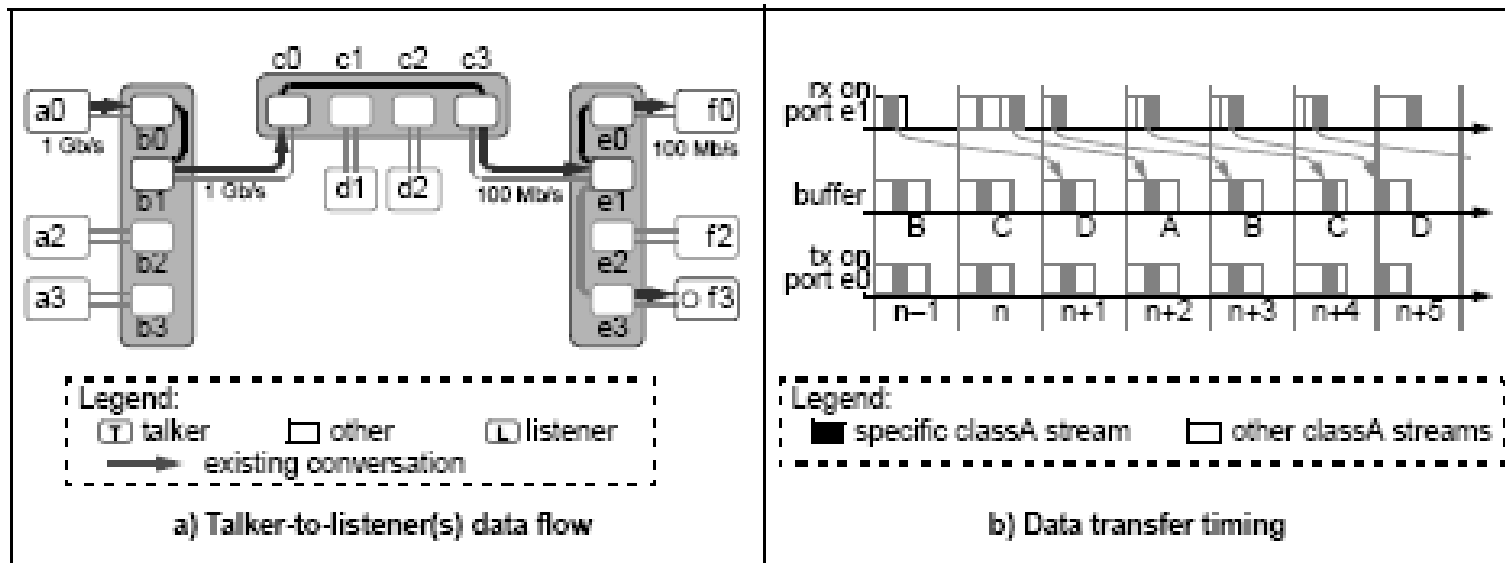 c0 c1 c2 c3
a0
b0
1 Gb/s
b1
1 Gb/s
d1 d2
100 Mb/s
e0
f0
100 Mb/s
e1
a2
b2
e2
f2
a3
b3
e3
f3
Legend:
T talker
other
L listener
existing conversation
a) Talker-to-listener(s) data flow
rx on
port e1
buffer
B C D A B C D
tx on
port e0
n–1 n n+1 n+2 n+3 n+4 n+5
Legend:
specific classA stream
other classA streams
b) Data transfer timing